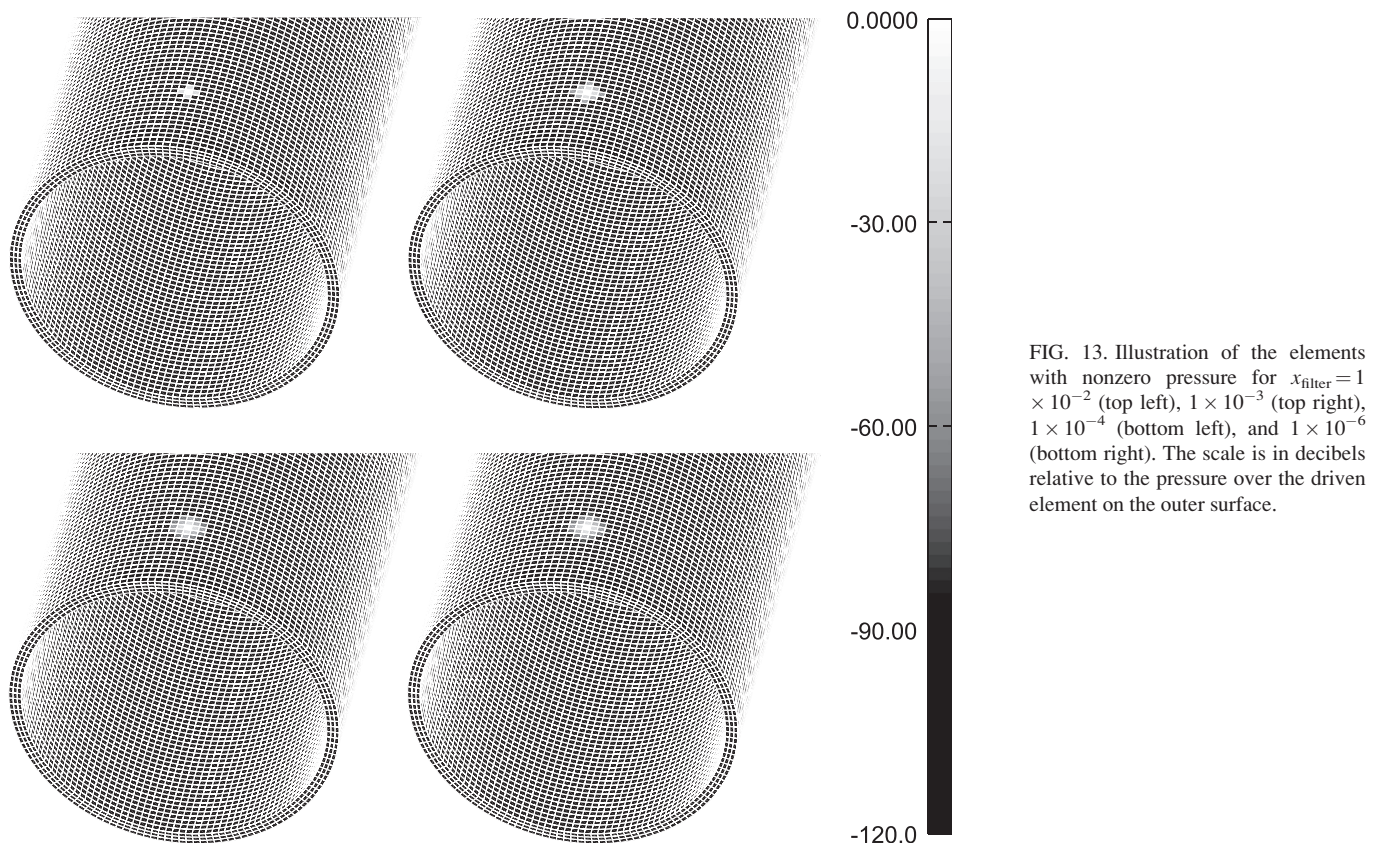 0.0000
-30.00
-60.00
-90.00
-120.0
FIG. 13. Illustration of the elements
with nonzero pressure for x_filter = 1
× 10⁻² (top left), 1 × 10⁻³ (top right),
1 × 10⁻⁴ (bottom left), and 1 × 10⁻⁶
(bottom right). The scale is in decibels
relative to the pressure over the driven
element on the outer surface.